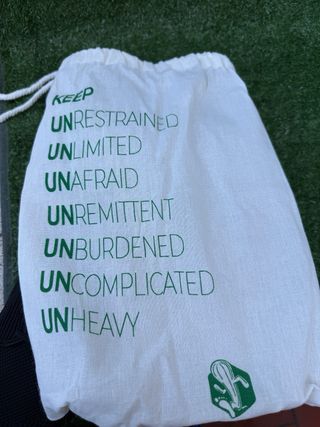 KEEP
UNRESTRAINED
UNLIMITED
UNAFRAID
UNREMITTENT
UNBURDENED
UNCOMPLICATED
UNHEAVY